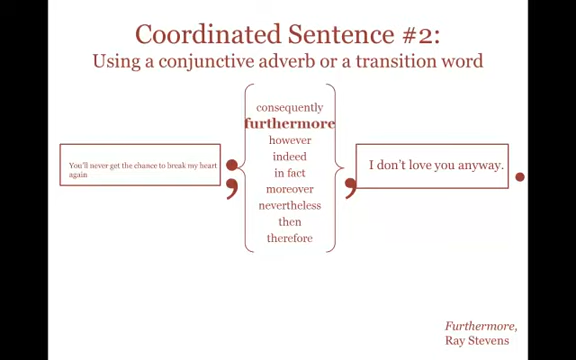 Coordinated Sentence #2:
Using a conjunctive adverb or a transition word
consequently
furthermore
however
indeed
in fact
moreover
nevertheless
then
therefore
You'll never get the chance to break my heart
again
;
,
I don't love you anyway.
.
Furthermore,
Ray Stevens